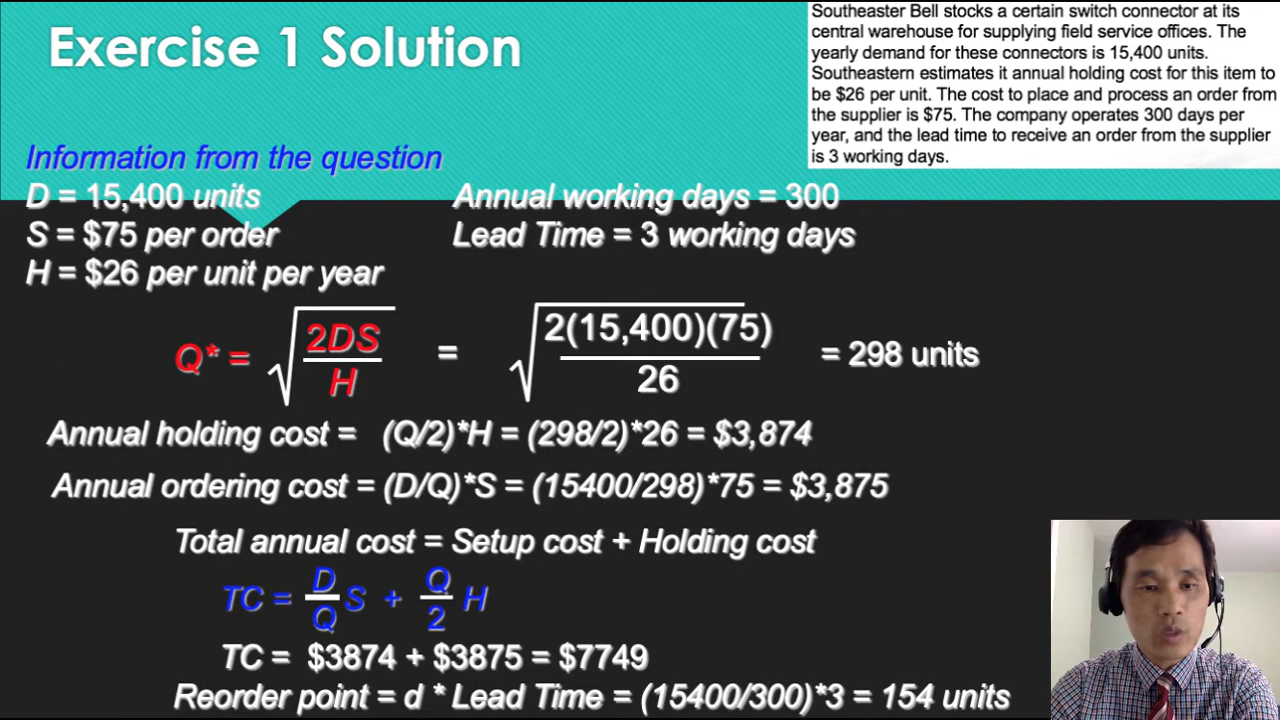 Exercise 1 Solution
Southeaster Bell stocks a certain switch connector at its
central warehouse for supplying field service offices. The
yearly demand for these connectors is 15,400 units.
Southeastern estimates it annual holding cost for this item to
be $26 per unit. The cost to place and process an order from
the supplier is $75. The company operates 300 days per
year, and the lead time to receive an order from the supplier
is 3 working days.
Information from the question
D = 15,400 units
S = $75 per order
H = $26 per unit per year
Annual working days = 300
Lead Time = 3 working days
Q* = √(2DS / H) = √(2(15,400)(75) / 26) = 298 units
Annual holding cost = (Q/2)*H = (298/2)*26 = $3,874
Annual ordering cost = (D/Q)*S = (15400/298)*75 = $3,875
Total annual cost = Setup cost + Holding cost
TC = D/Q S + Q/2 H
TC = $3874 + $3875 = $7749
Reorder point = d * Lead Time = (15400/300)*3 = 154 units